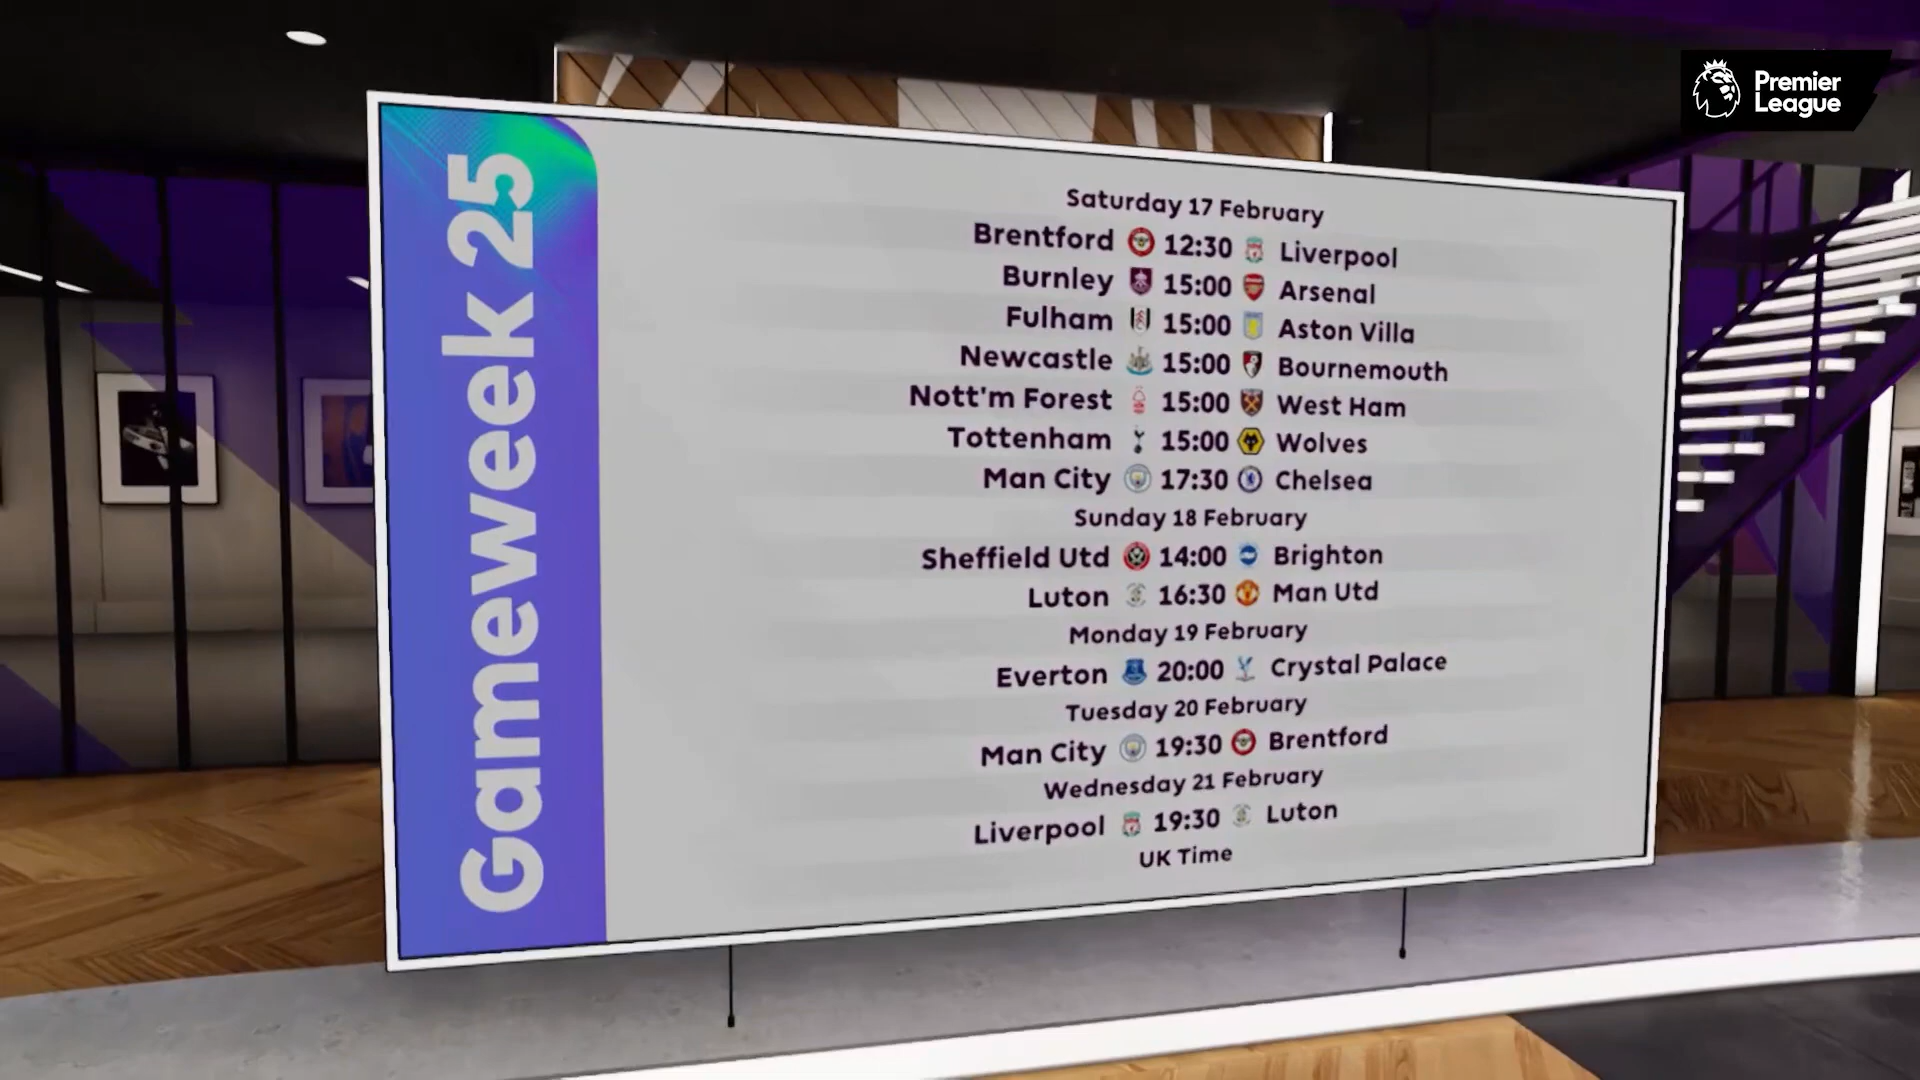 Premier
League
Gameweek 25
Saturday 17 February
Brentford 12:30 Liverpool
Burnley 15:00 Arsenal
Fulham 15:00 Aston Villa
Newcastle 15:00 Bournemouth
Nott'm Forest 15:00 West Ham
Tottenham 15:00 Wolves
Man City 17:30 Chelsea
Sunday 18 February
Sheffield Utd 14:00 Brighton
Luton 16:30 Man Utd
Monday 19 February
Everton 20:00 Crystal Palace
Tuesday 20 February
Man City 19:30 Brentford
Wednesday 21 February
Liverpool 19:30 Luton
UK Time